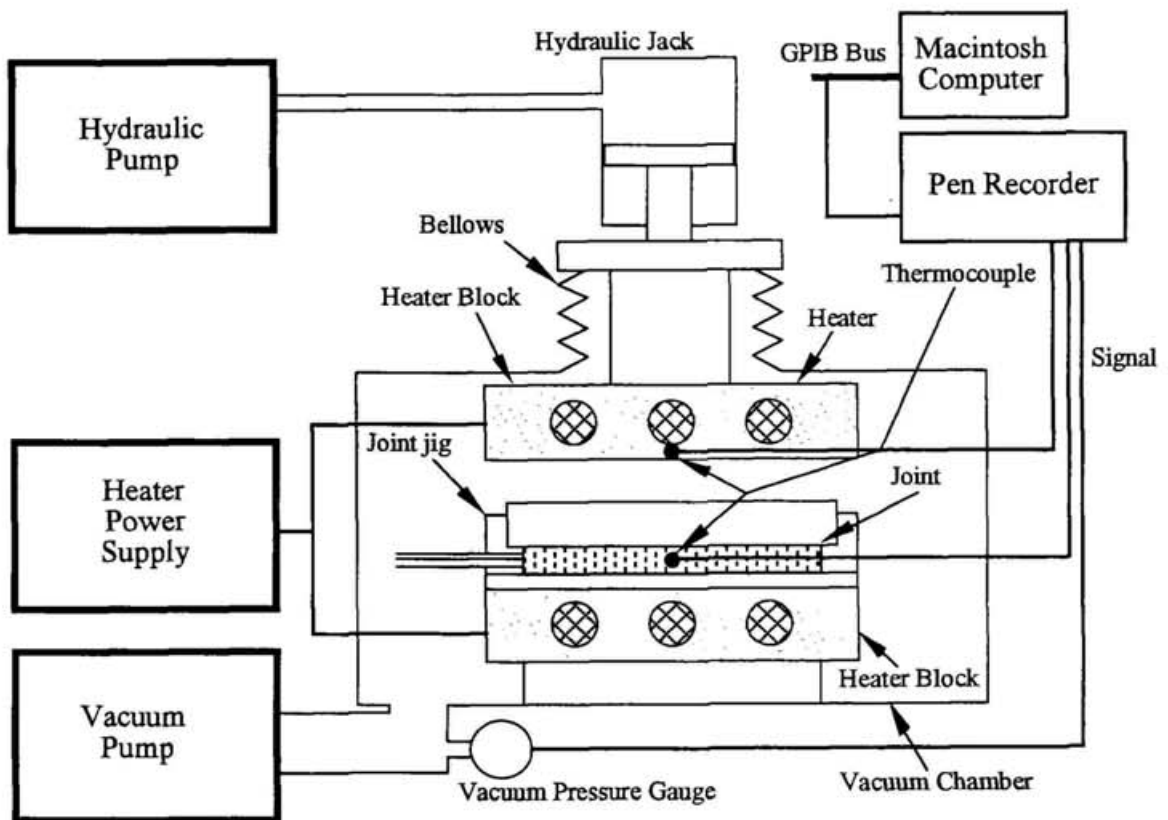 Hydraulic Jack
GPIB Bus
Macintosh
Computer
Hydraulic
Pump
Pen Recorder
Bellows
Thermocouple
Heater Block
Heater
Signal
Joint jig
Joint
Heater
Power
Supply
Heater Block
Vacuum
Pump
Vacuum Pressure Gauge
Vacuum Chamber